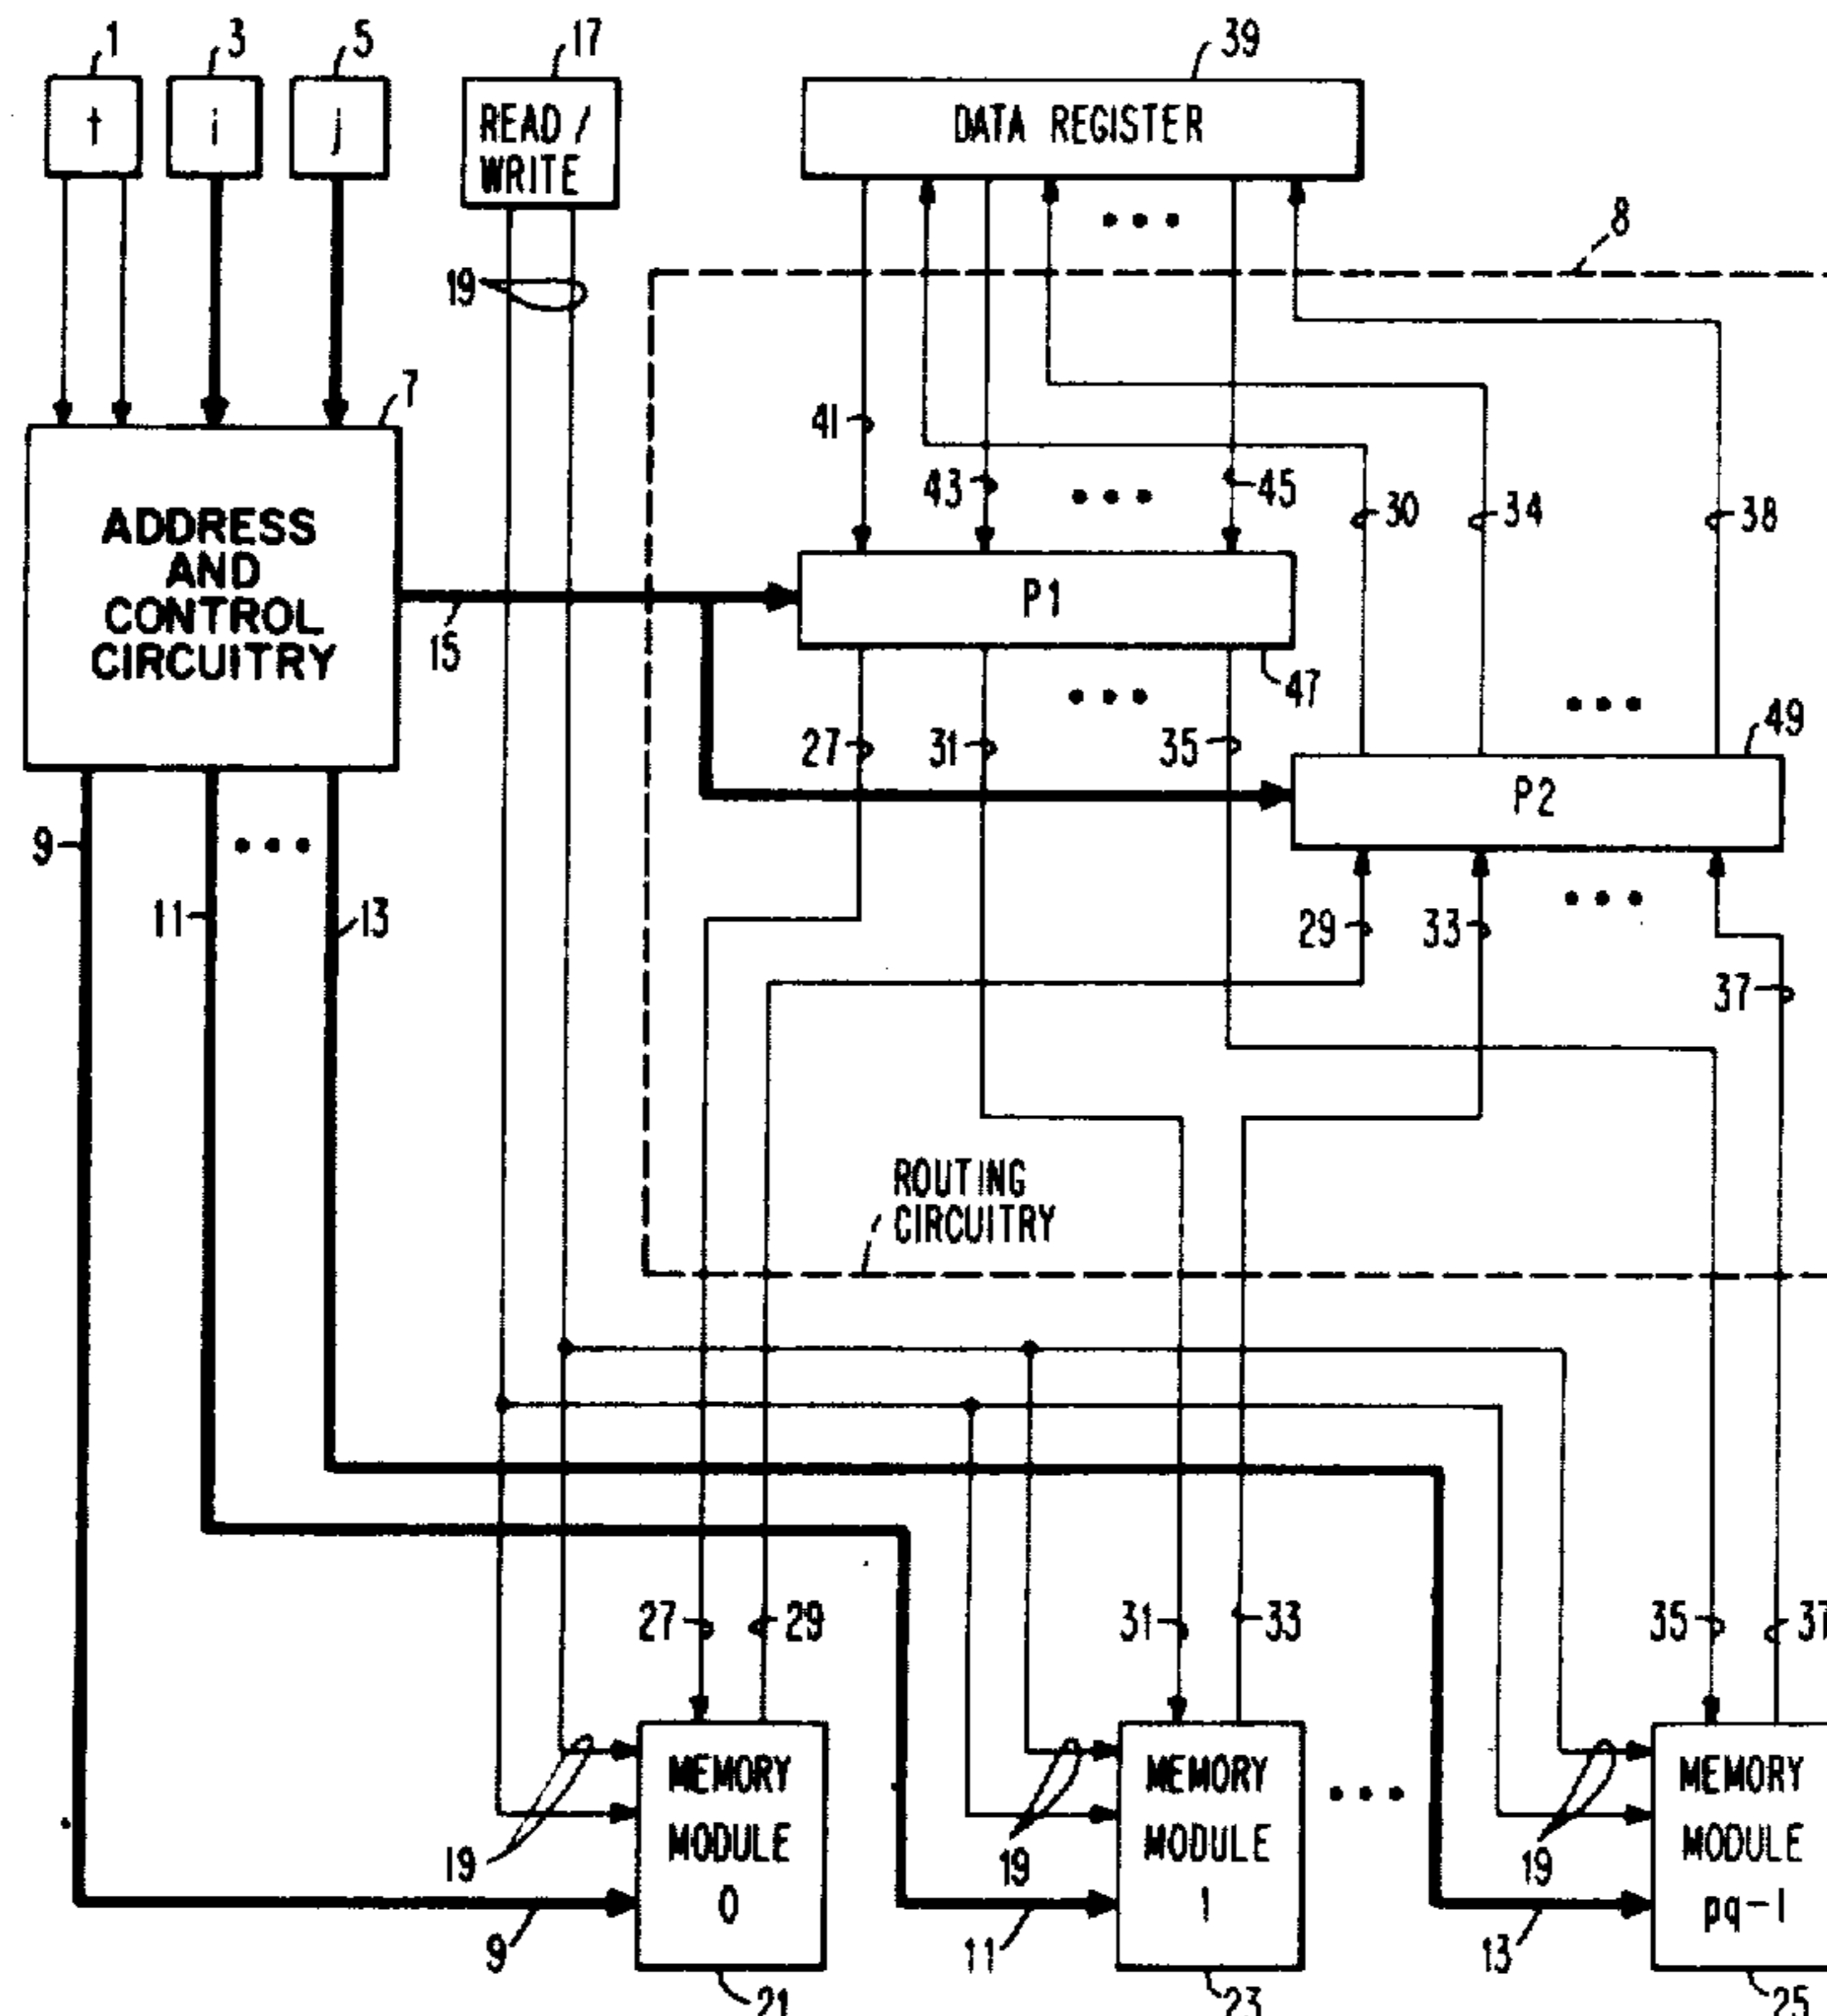 1
3
5
17
39
t
i
j
READ /
WRITE
DATA REGISTER
8
19
7
41
43
45
30
34
38
ADDRESS
AND
CONTROL
CIRCUITRY
15
P1
47
27
31
35
49
P2
9
11
13
29
33
37
ROUTING
CIRCUITRY
27
29
31
33
35
37
MEMORY
MODULE
0
MEMORY
MODULE
1
MEMORY
MODULE
pq-1
19
19
19
9
11
13
21
23
25